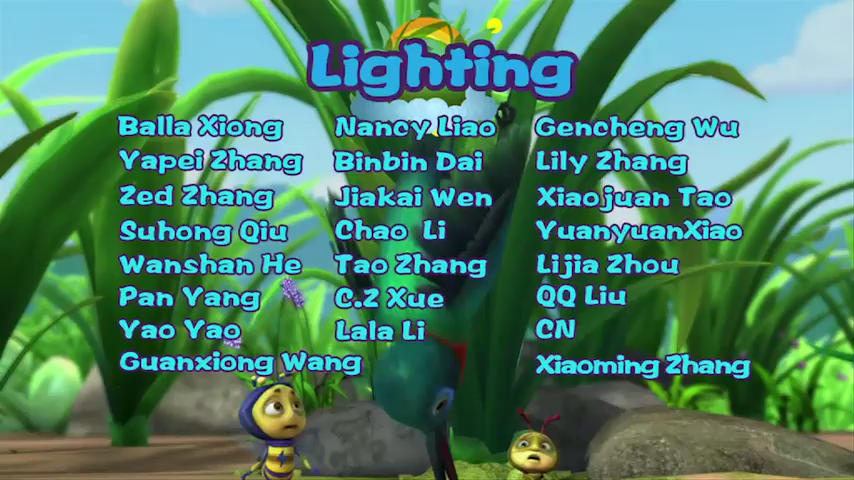 Lighting
Balla Xiong Nancy Liao Gencheng Wu
Yapei Zhang Binbin Dai Lily Zhang
Zed Zhang Jiakai Wen Xiaojuan Tao
Suhong Qiu Chao Li YuanyuanXiao
Wanshan He Tao Zhang Lijia Zhou
Pan Yang C.Z Xue QQ Liu
Yao Yao Lala Li CN
Guanxiong Wang Xiaoming Zhang